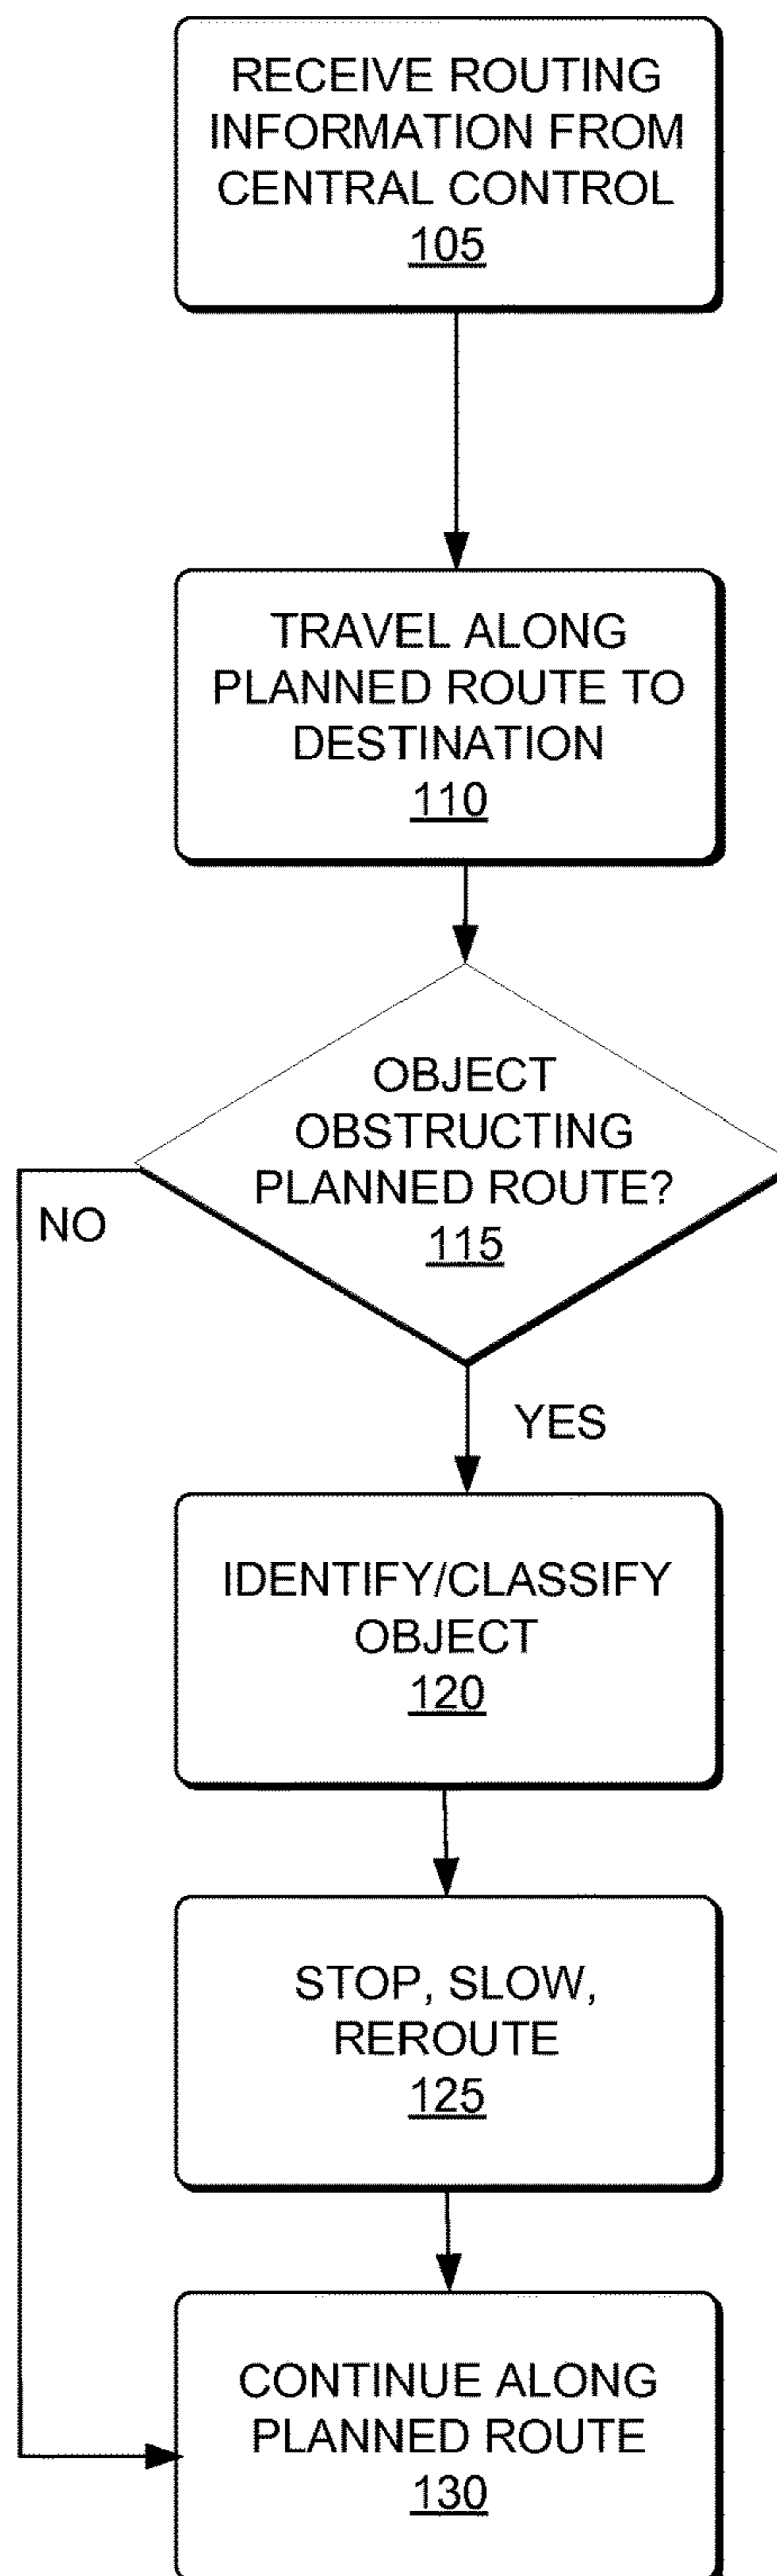 RECEIVE ROUTING
INFORMATION FROM
CENTRAL CONTROL
105
TRAVEL ALONG
PLANNED ROUTE TO
DESTINATION
110
OBJECT
OBSTRUCTING
PLANNED ROUTE?
115
NO
YES
IDENTIFY/CLASSIFY
OBJECT
120
STOP, SLOW,
REROUTE
125
CONTINUE ALONG
PLANNED ROUTE
130